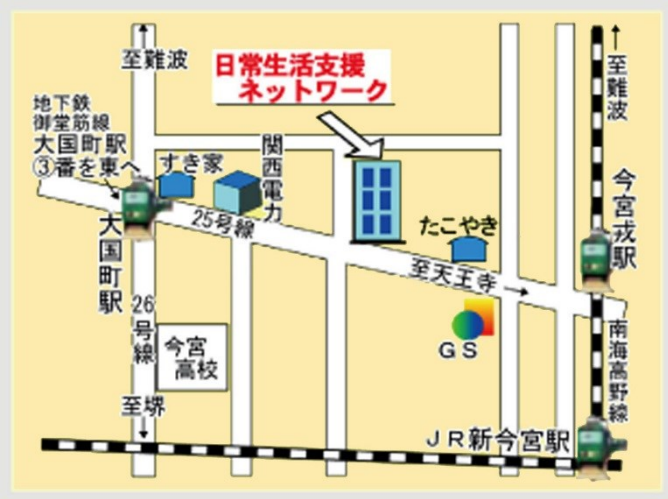 至難波
日常生活支援
ネットワーク
至難波
地下鉄
御堂筋線
大国町駅
③番を東へ
すき家
関西電力
25号線
大国町駅
たこやき
至天王寺
今宮戎駅
26号線
今宮
高校
GS
南海高野線
至堺
JR新今宮駅